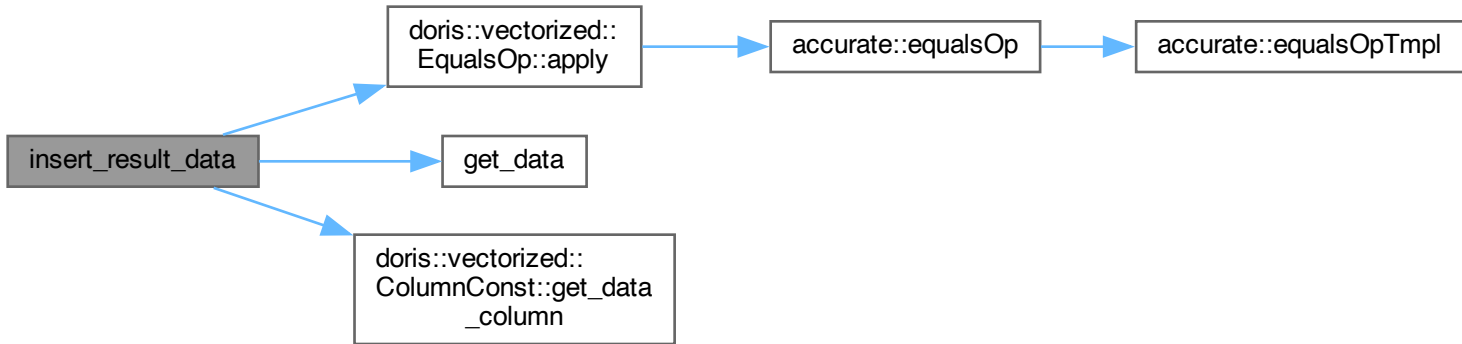 insert_result_data
doris::vectorized::
EqualsOp::apply
accurate::equalsOp
accurate::equalsOpTmpl
get_data
doris::vectorized::
ColumnConst::get_data
_column